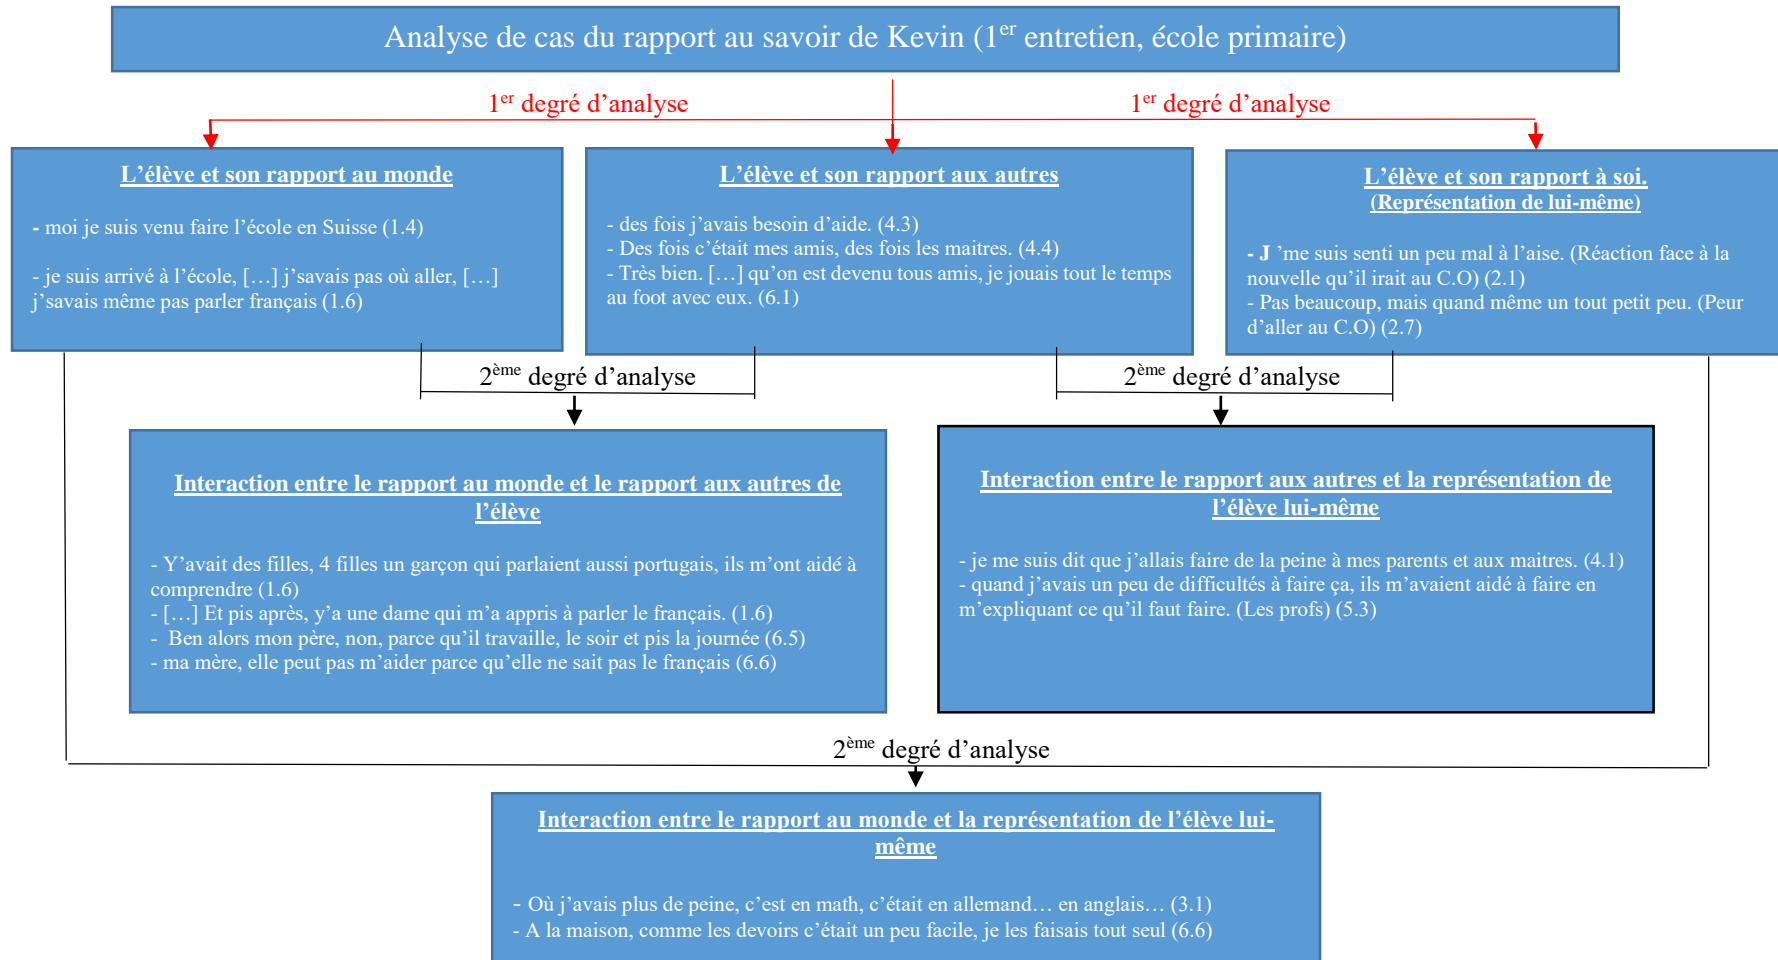 Analyse de cas du rapport au savoir de Kevin (1er entretien, école primaire)
1er degré d’analyse
1er degré d’analyse
L’élève et son rapport au monde
- moi je suis venu faire l’école en Suisse (1.4)
- je suis arrivé à l’école, […] j’savais pas où aller, […]
j’savais même pas parler français (1.6)
L’élève et son rapport aux autres
- des fois j’avais besoin d’aide. (4.3)
- Des fois c’était mes amis, des fois les maitres. (4.4)
- Très bien. […] qu’on est devenu tous amis, je jouais tout le temps
au foot avec eux. (6.1)
L’élève et son rapport à soi.
(Représentation de lui-même)
- J ’me suis senti un peu mal à l’aise. (Réaction face à la
nouvelle qu’il irait au C.O) (2.1)
- Pas beaucoup, mais quand même un tout petit peu. (Peur
d’aller au C.O) (2.7)
2ème degré d’analyse
2ème degré d’analyse
Interaction entre le rapport au monde et le rapport aux autres de
l’élève
- Y’avait des filles, 4 filles un garçon qui parlaient aussi portugais, ils m’ont aidé à
comprendre (1.6)
- […] Et pis après, y’a une dame qui m’a appris à parler le français. (1.6)
- Ben alors mon père, non, parce qu’il travaille, le soir et pis la journée (6.5)
- ma mère, elle peut pas m’aider parce qu’elle ne sait pas le français (6.6)
Interaction entre le rapport aux autres et la représentation de
l’élève lui-même
- je me suis dit que j’allais faire de la peine à mes parents et aux maitres. (4.1)
- quand j’avais un peu de difficultés à faire ça, ils m’avaient aidé à faire en
m’expliquant ce qu’il faut faire. (Les profs) (5.3)
2ème degré d’analyse
Interaction entre le rapport au monde et la représentation de l’élève lui-
même
- Où j’avais plus de peine, c’est en math, c’était en allemand… en anglais… (3.1)
- A la maison, comme les devoirs c’était un peu facile, je les faisais tout seul (6.6)